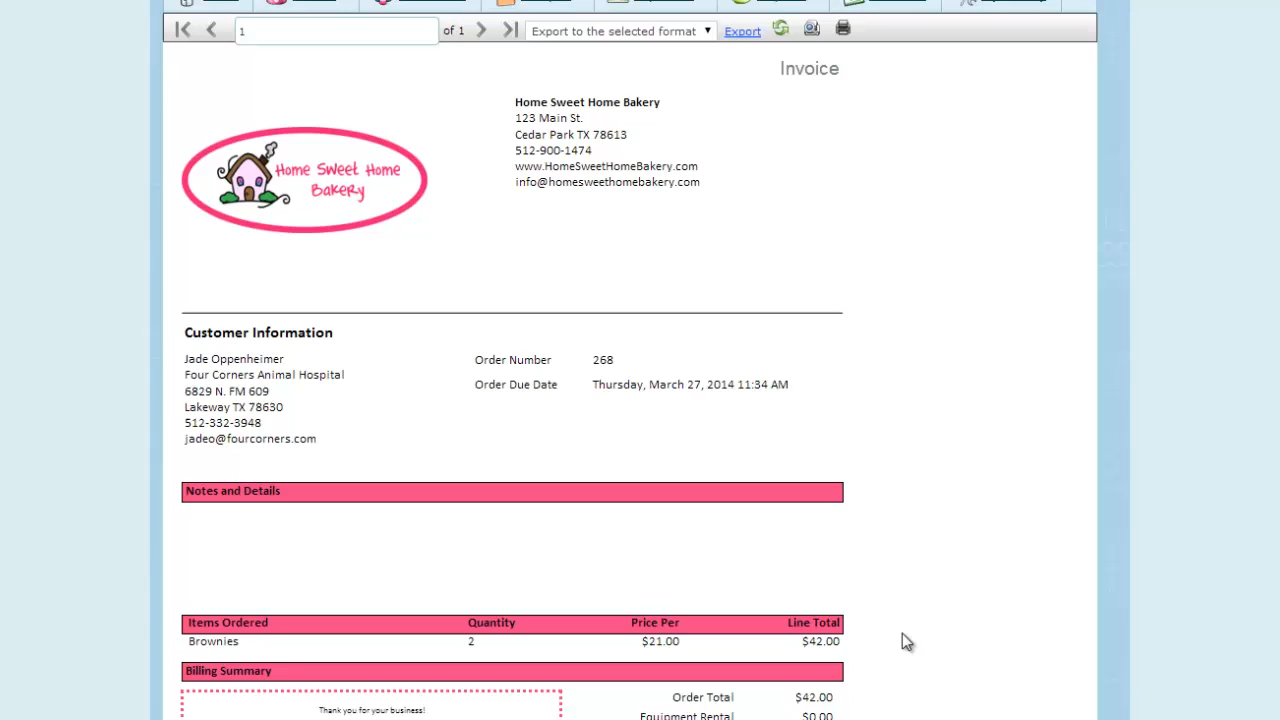 1 of 1 Export to the selected format Export
Invoice
Home Sweet Home Bakery
123 Main St.
Cedar Park TX 78613
512-900-1474
www.HomeSweetHomeBakery.com
info@homesweethomebakery.com
Home Sweet Home
Bakery
Customer Information
Jade Oppenheimer
Four Corners Animal Hospital
6829 N. FM 609
Lakeway TX 78630
512-332-3948
jadeo@fourcorners.com
Order Number 268
Order Due Date Thursday, March 27, 2014 11:34 AM
Notes and Details
Items Ordered Quantity Price Per Line Total
Brownies 2 $21.00 $42.00
Billing Summary
Thank you for your business!
Order Total $42.00
Equipment Rental $0.00